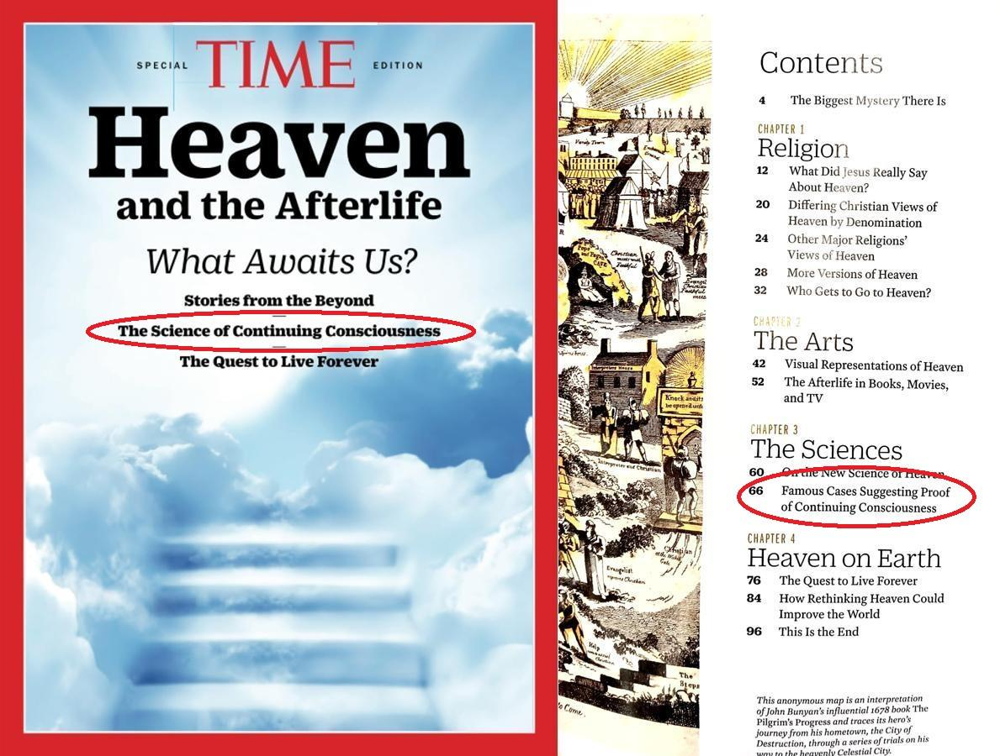 SPECIAL TIME EDITION
Heaven
and the Afterlife
What Awaits Us?
Stories from the Beyond
The Science of Continuing Consciousness
The Quest to Live Forever
Vanity Town
Enchanted Ground
Pope and Pagan
CAVE
Christian
meets with
Faithful
Evangelist
Christian
Faithful
meet
Interpreters House
Knock and it
be opened unto
Interpreter and Christian
Christian
at the Wicket
Gate
Evangelist
Christian
Help
Christian
The
Steps
to Come.
Contents
4 The Biggest Mystery There Is
CHAPTER 1
Religion
12 What Did Jesus Really Say
About Heaven?
20 Differing Christian Views of
Heaven by Denomination
24 Other Major Religions'
Views of Heaven
28 More Versions of Heaven
32 Who Gets to Go to Heaven?
CHAPTER 2
The Arts
42 Visual Representations of Heaven
52 The Afterlife in Books, Movies,
and TV
CHAPTER 3
The Sciences
60 On the New Science of Heaven
66 Famous Cases Suggesting Proof
of Continuing Consciousness
CHAPTER 4
Heaven on Earth
76 The Quest to Live Forever
84 How Rethinking Heaven Could
Improve the World
96 This Is the End
This anonymous map is an interpretation
of John Bunyan's influential 1678 book The
Pilgrim's Progress and traces its hero's
journey from his hometown, the City of
Destruction, through a series of trials on his
way to the heavenly Celestial City.